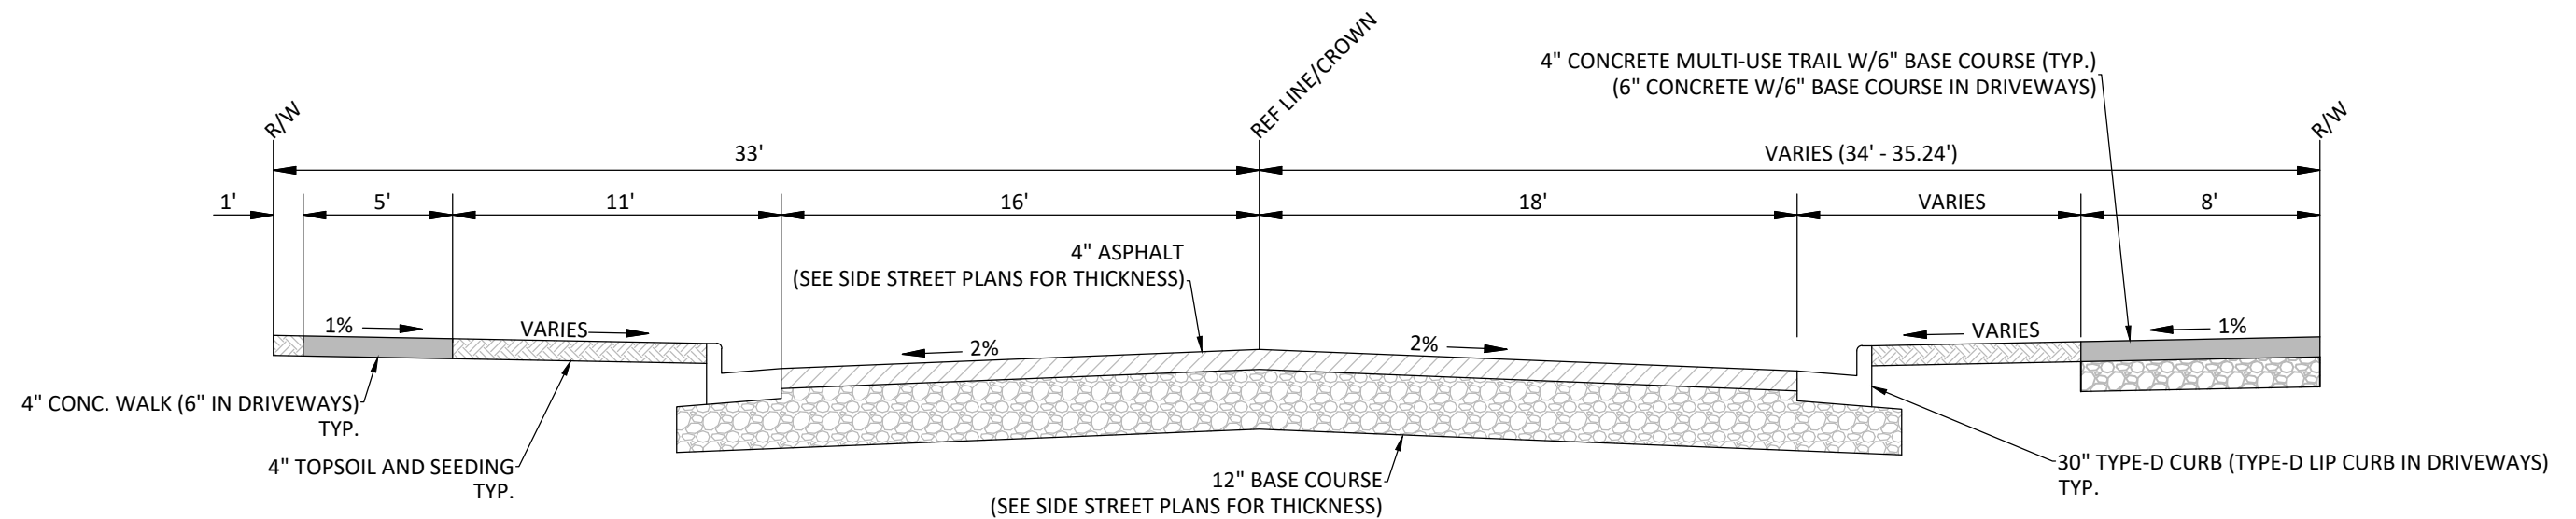 4" CONCRETE MULTI-USE TRAIL W/6" BASE COURSE (TYP.)
(6" CONCRETE W/6" BASE COURSE IN DRIVEWAYS)
R/W
REF LINE/CROWN
R/W
33'
VARIES (34' - 35.24')
1'
5'
11'
16'
18'
VARIES
8'
4" ASPHALT
(SEE SIDE STREET PLANS FOR THICKNESS)
1%
VARIES
2%
2%
VARIES
1%
4" CONC. WALK (6" IN DRIVEWAYS)
TYP.
4" TOPSOIL AND SEEDING
TYP.
12" BASE COURSE
(SEE SIDE STREET PLANS FOR THICKNESS)
30" TYPE-D CURB (TYPE-D LIP CURB IN DRIVEWAYS)
TYP.